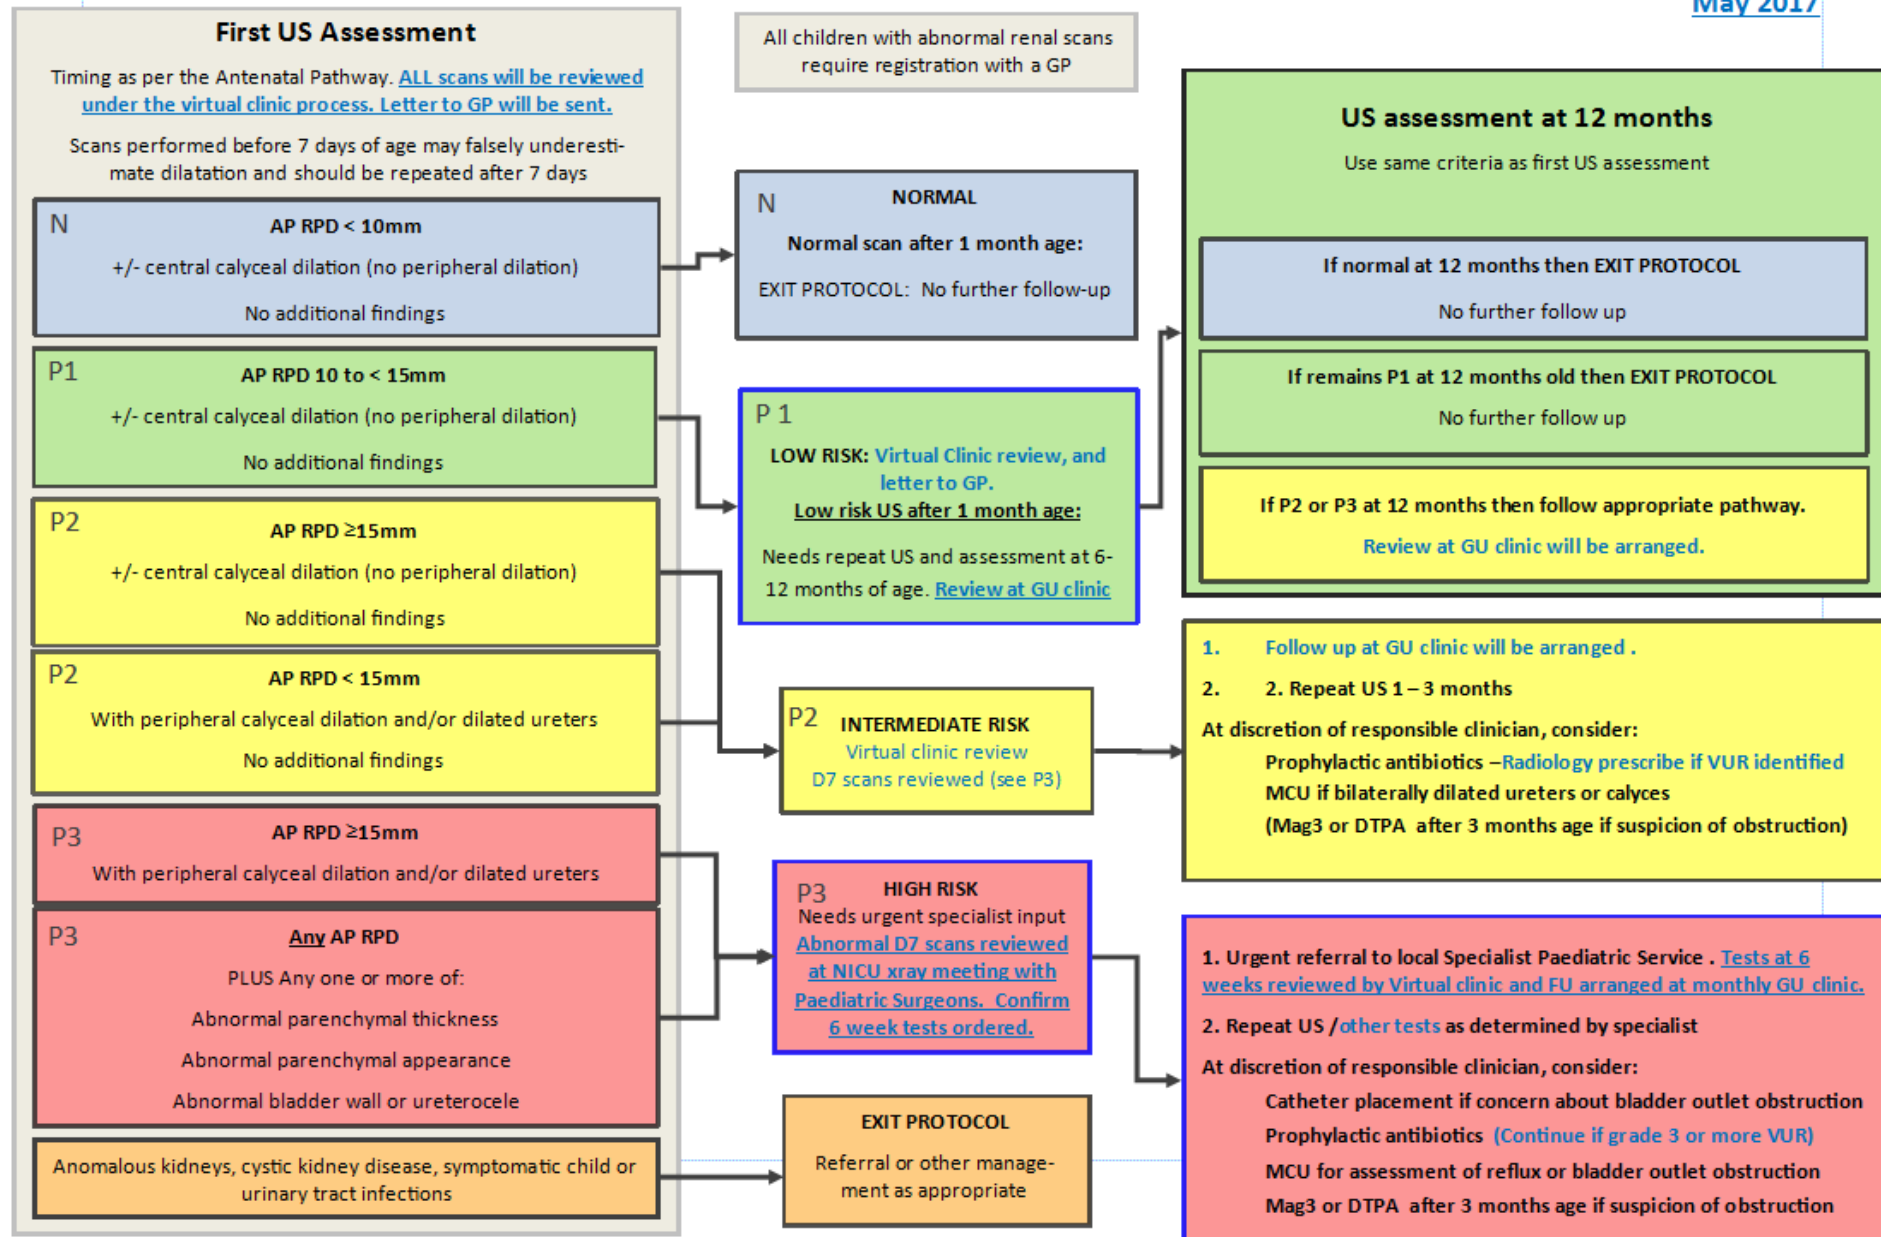 May 2017
First US Assessment
Timing as per the Antenatal Pathway. ALL scans will be reviewed
under the virtual clinic process. Letter to GP will be sent.
Scans performed before 7 days of age may falsely underesti-
mate dilatation and should be repeated after 7 days
N
AP RPD < 10mm
+/- central calyceal dilation (no peripheral dilation)
No additional findings
P1
AP RPD 10 to < 15mm
+/- central calyceal dilation (no peripheral dilation)
No additional findings
P2
AP RPD ≥15mm
+/- central calyceal dilation (no peripheral dilation)
No additional findings
P2
AP RPD < 15mm
With peripheral calyceal dilation and/or dilated ureters
No additional findings
P3
AP RPD ≥15mm
With peripheral calyceal dilation and/or dilated ureters
P3
Any AP RPD
PLUS Any one or more of:
Abnormal parenchymal thickness
Abnormal parenchymal appearance
Abnormal bladder wall or ureterocele
Anomalous kidneys, cystic kidney disease, symptomatic child or
urinary tract infections
All children with abnormal renal scans
require registration with a GP
N
NORMAL
Normal scan after 1 month age:
EXIT PROTOCOL: No further follow-up
P 1
LOW RISK: Virtual Clinic review, and
letter to GP.
Low risk US after 1 month age:
Needs repeat US and assessment at 6-
12 months of age. Review at GU clinic
P2
INTERMEDIATE RISK
Virtual clinic review
D7 scans reviewed (see P3)
P3
HIGH RISK
Needs urgent specialist input
Abnormal D7 scans reviewed
at NICU xray meeting with
Paediatric Surgeons. Confirm
6 week tests ordered.
EXIT PROTOCOL
Referral or other manage-
ment as appropriate
US assessment at 12 months
Use same criteria as first US assessment
If normal at 12 months then EXIT PROTOCOL
No further follow up
If remains P1 at 12 months old then EXIT PROTOCOL
No further follow up
If P2 or P3 at 12 months then follow appropriate pathway.
Review at GU clinic will be arranged.
1. Follow up at GU clinic will be arranged .
2. 2. Repeat US 1 – 3 months
At discretion of responsible clinician, consider:
Prophylactic antibiotics –Radiology prescribe if VUR identified
MCU if bilaterally dilated ureters or calyces
(Mag3 or DTPA after 3 months age if suspicion of obstruction)
1. Urgent referral to local Specialist Paediatric Service . Tests at 6
weeks reviewed by Virtual clinic and FU arranged at monthly GU clinic.
2. Repeat US /other tests as determined by specialist
At discretion of responsible clinician, consider:
Catheter placement if concern about bladder outlet obstruction
Prophylactic antibiotics (Continue if grade 3 or more VUR)
MCU for assessment of reflux or bladder outlet obstruction
Mag3 or DTPA after 3 months age if suspicion of obstruction